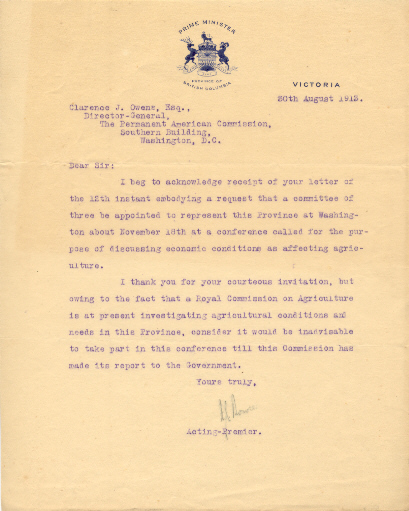 PRIME MINISTER
PROVINCE OF
BRITISH COLUMBIA
VICTORIA
20th August 1913.
Clarence J. Owens, Esq.,
Director-General,
The Permanent American Commission,
Southern Building,
Washington, D.C.
Dear Sir:
I beg to acknowledge receipt of your letter of
the 12th instant embodying a request that a committee of
three be appointed to represent this Province at Washing-
ton about November 15th at a conference called for the pur-
pose of discussing economic conditions as affecting agric-
ulture.
I thank you for your courteous invitation, but
owing to the fact that a Royal Commission on Agriculture
is at present investigating agricultural conditions and
needs in this Province, consider it would be inadvisable
to take part in this conference till this Commission has
made its report to the Government.
Yours truly,
Acting-Premier.